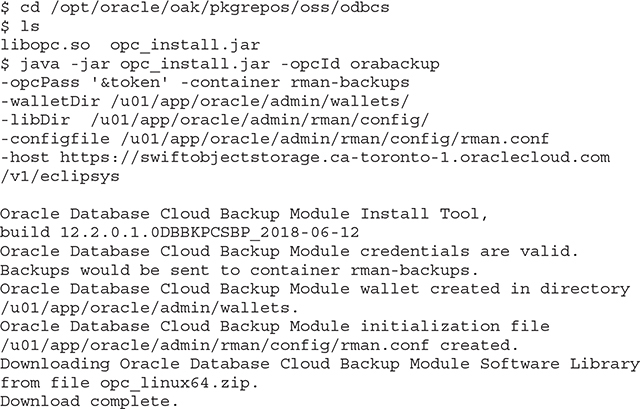 $ cd /opt/oracle/oak/pkgrepos/oss/odbcs
$ ls
libopc.so  opc_install.jar
$ java -jar opc_install.jar -opcId orabackup
-opcPass '&token' -container rman-backups
-walletDir /u01/app/oracle/admin/wallets/
-libDir  /u01/app/oracle/admin/rman/config/
-configfile /u01/app/oracle/admin/rman/config/rman.conf
-host https://swiftobjectstorage.ca-toronto-1.oraclecloud.com
/v1/eclipsys

Oracle Database Cloud Backup Module Install Tool,
build 12.2.0.1.0DBBKPCSBP_2018-06-12
Oracle Database Cloud Backup Module credentials are valid.
Backups would be sent to container rman-backups.
Oracle Database Cloud Backup Module wallet created in directory
/u01/app/oracle/admin/wallets.
Oracle Database Cloud Backup Module initialization file
/u01/app/oracle/admin/rman/config/rman.conf created.
Downloading Oracle Database Cloud Backup Module Software Library
from file opc_linux64.zip.
Download complete.